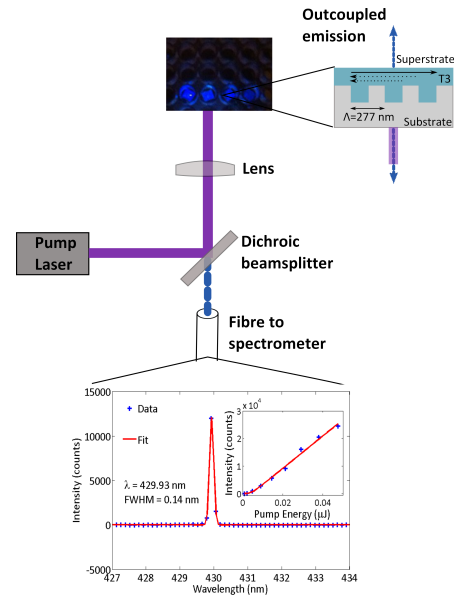 Outcoupled
emission
Superstrate
T3
Λ=277 nm
Substrate
Lens
Pump
Laser
Dichroic
beamsplitter
Fibre to
spectrometer
15000
10000
5000
0
-5000
Intensity (counts)
Data
Fit
λ = 429.93 nm
FWHM = 0.14 nm
427 428 429 430 431 432 433 434
Wavelength (nm)
3 x 10⁴
2
1
0
Intensity (counts)
0 0.02 0.04
Pump Energy (μJ)